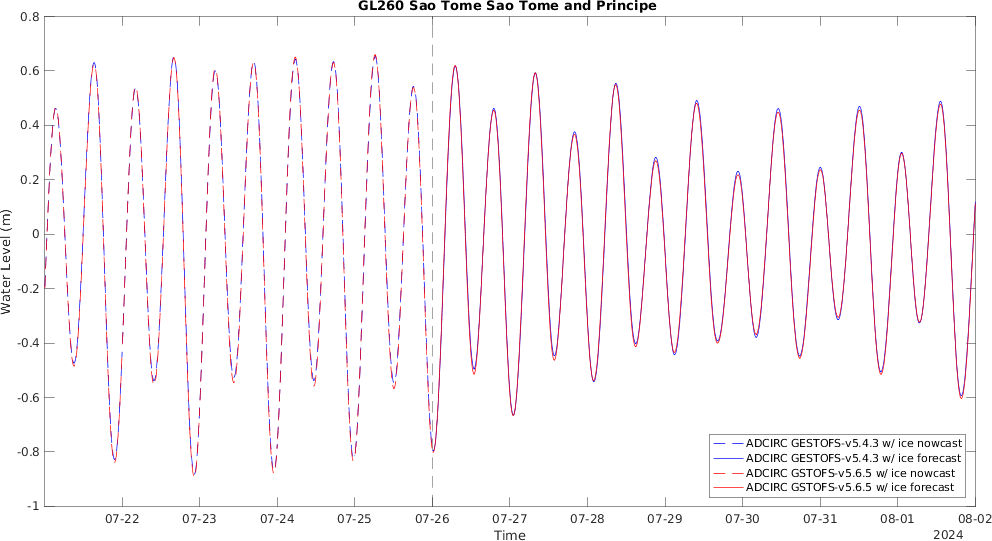 GL260 Sao Tome Sao Tome and Principe
Water Level (m)
0.8
0.6
0.4
0.2
0
-0.2
-0.4
-0.6
-0.8
-1
ADCIRC GESTOFS-v5.4.3 w/ ice nowcast
ADCIRC GESTOFS-v5.4.3 w/ ice forecast
ADCIRC GSTOFS-v5.6.5 w/ ice nowcast
ADCIRC GSTOFS-v5.6.5 w/ ice forecast
07-22 07-23 07-24 07-25 07-26 07-27 07-28 07-29 07-30 07-31 08-01 08-02
Time
2024